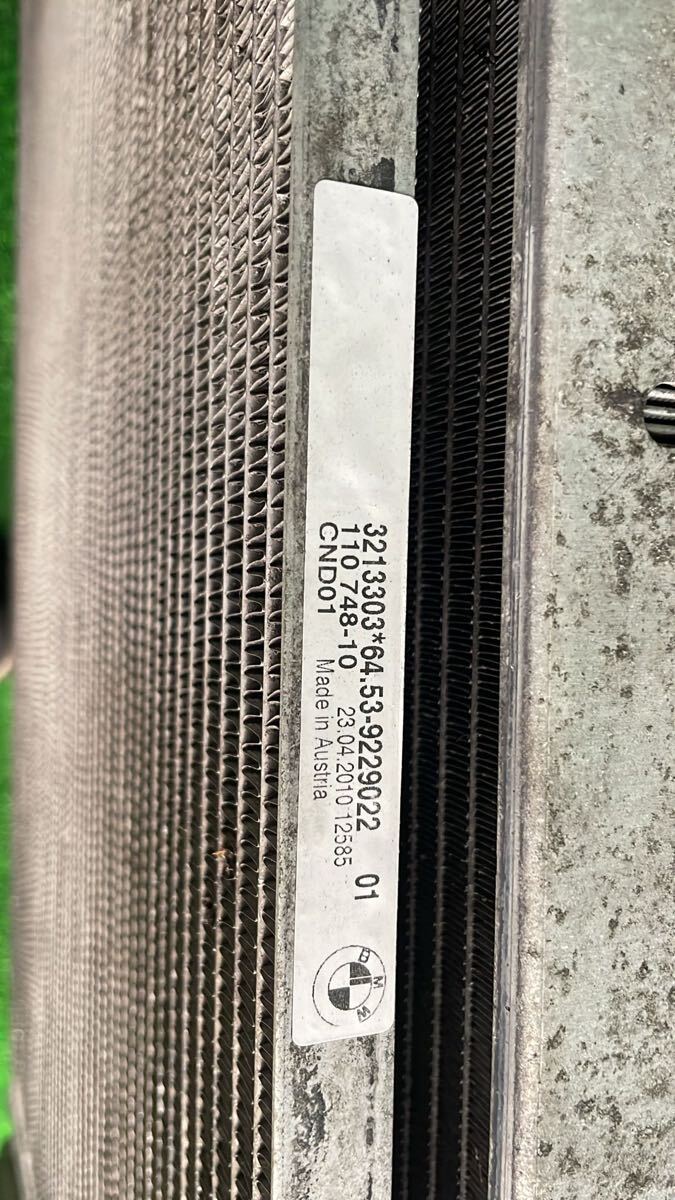 3213303*64.53-9229022 01
110 748-10 23.04.2010 12585
CND01 Made in Austria
BMW